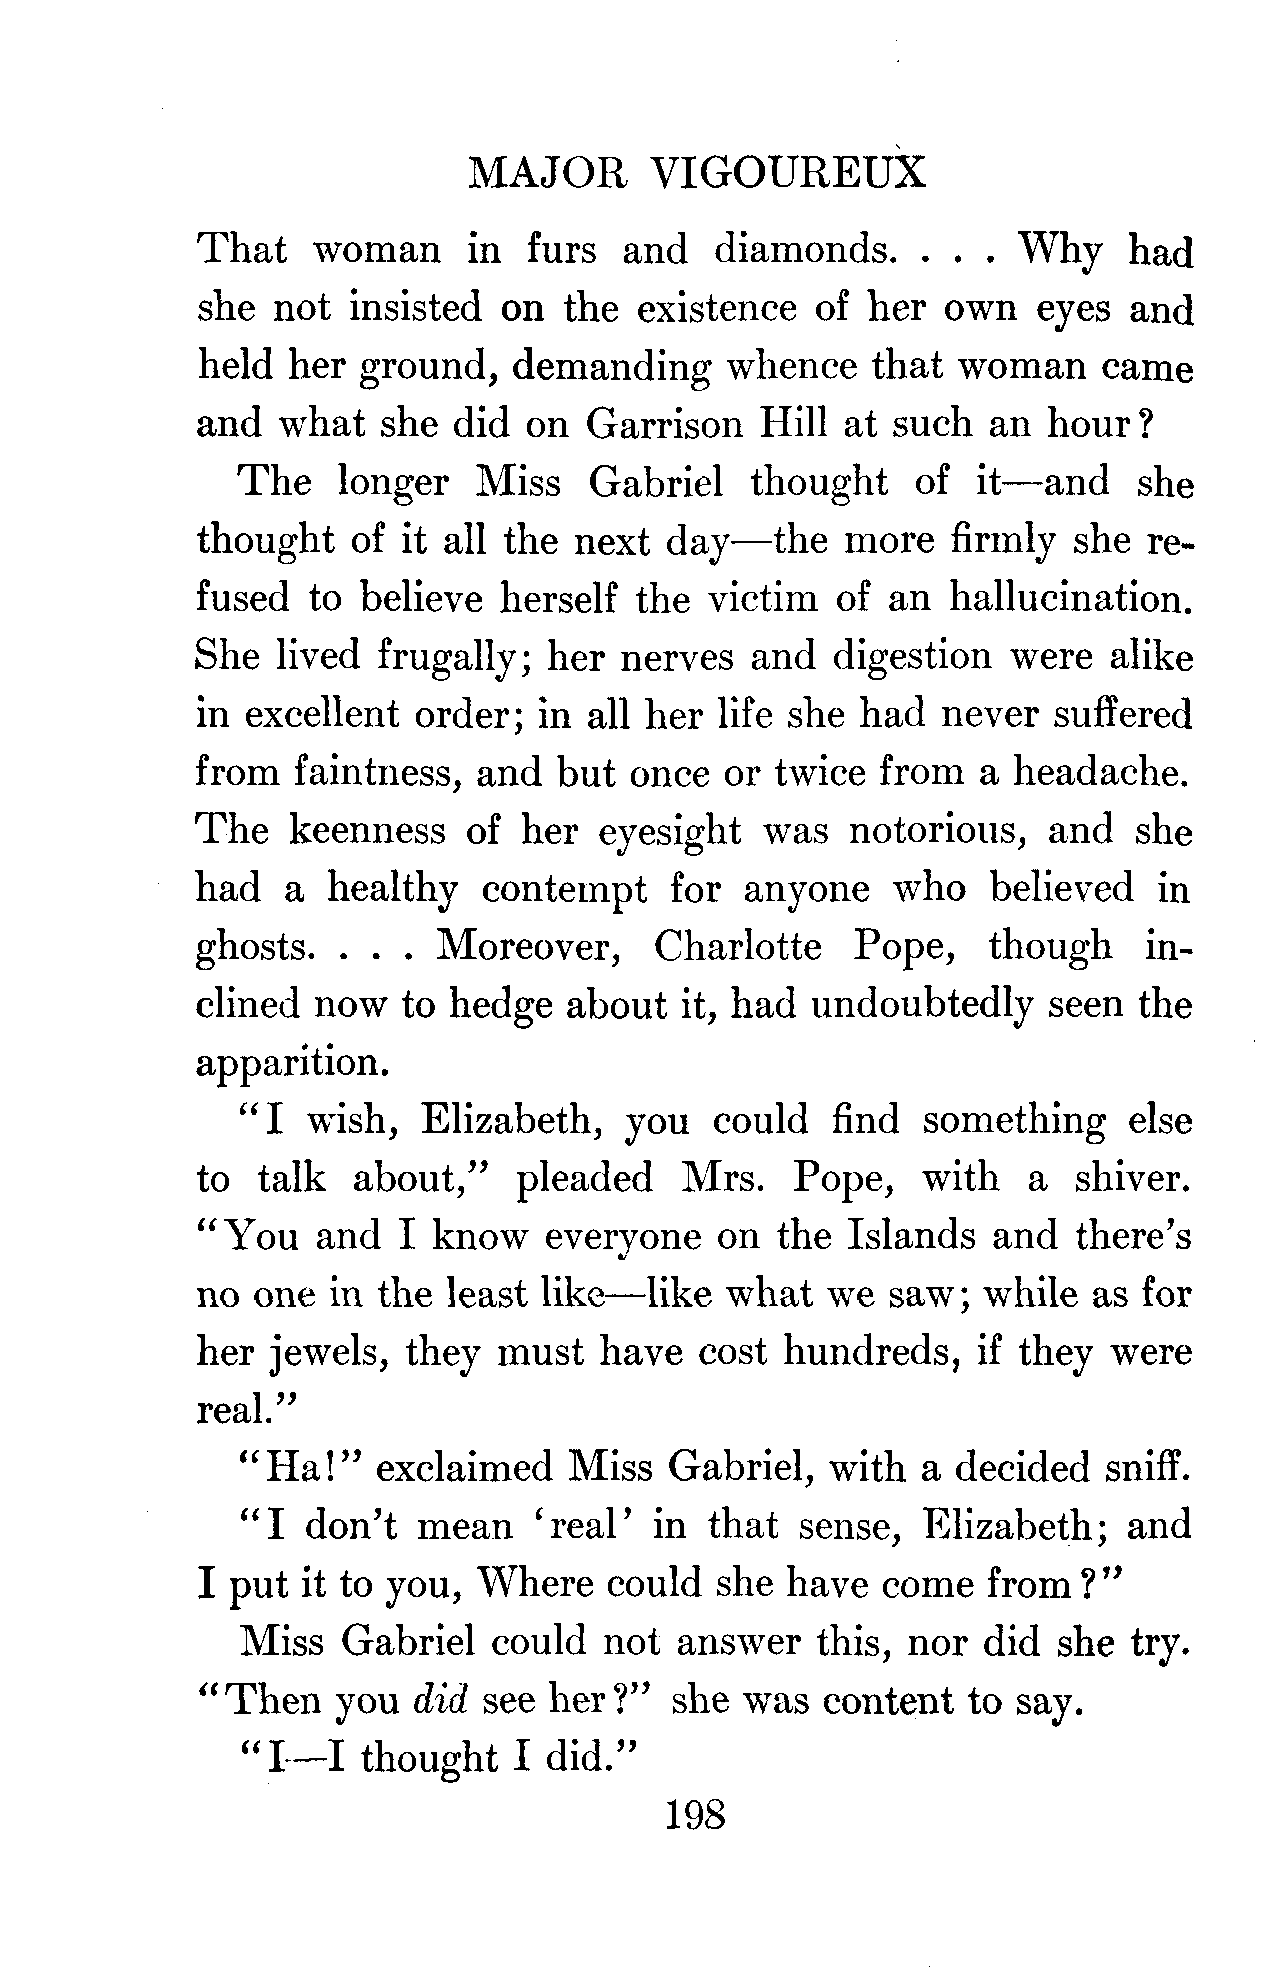 MAJOR VIGOUREUX
That woman in furs and diamonds. . . . Why had
she not insisted on the existence of her own eyes and
held her ground, demanding whence that woman came
and what she did on Garrison Hill at such an hour?
The longer Miss Gabriel thought of it—and she
thought of it all the next day—the more firmly she re-
fused to believe herself the victim of an hallucination.
She lived frugally; her nerves and digestion were alike
in excellent order; in all her life she had never suffered
from faintness, and but once or twice from a headache.
The keenness of her eyesight was notorious, and she
had a healthy contempt for anyone who believed in
ghosts. . . . Moreover, Charlotte Pope, though in-
clined now to hedge about it, had undoubtedly seen the
apparition.
"I wish, Elizabeth, you could find something else
to talk about," pleaded Mrs. Pope, with a shiver.
"You and I know everyone on the Islands and there's
no one in the least like—like what we saw; while as for
her jewels, they must have cost hundreds, if they were
real."
"Ha!" exclaimed Miss Gabriel, with a decided sniff.
"I don't mean 'real' in that sense, Elizabeth; and
I put it to you, Where could she have come from?"
Miss Gabriel could not answer this, nor did she try.
"Then you did see her?" she was content to say.
"I—I thought I did."
198